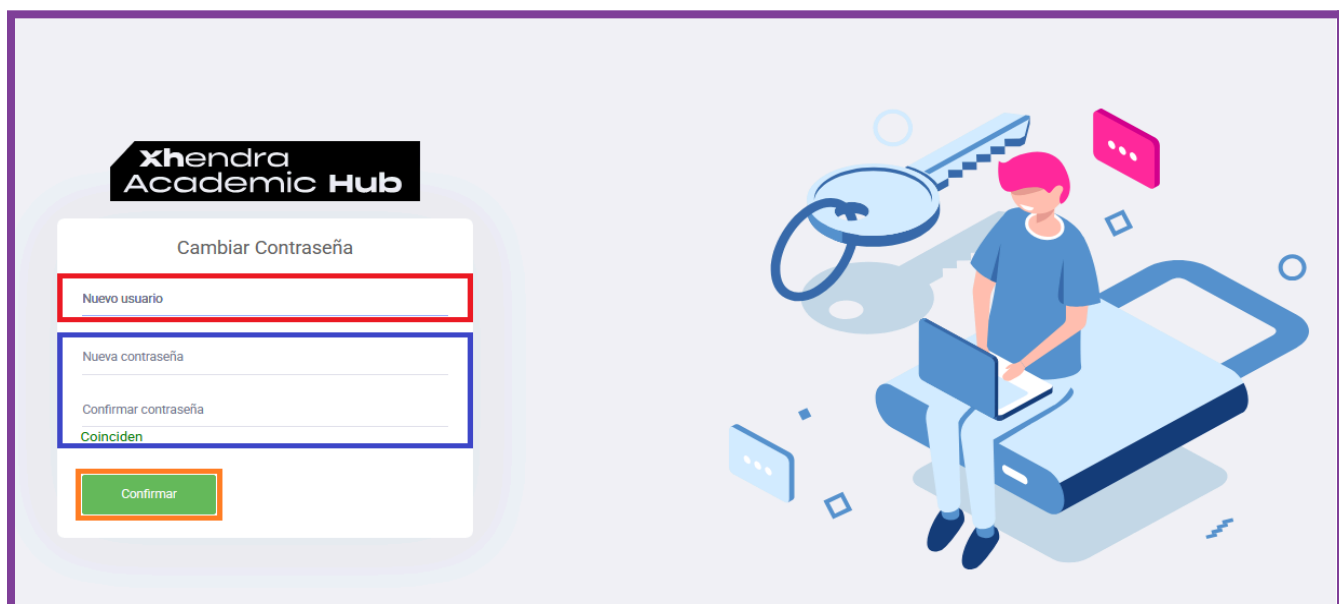 xhendra
Academic Hub
Cambiar Contraseña
Nuevo usuario
Nueva contraseña
Confirmar contraseña
Coinciden
Confirmar